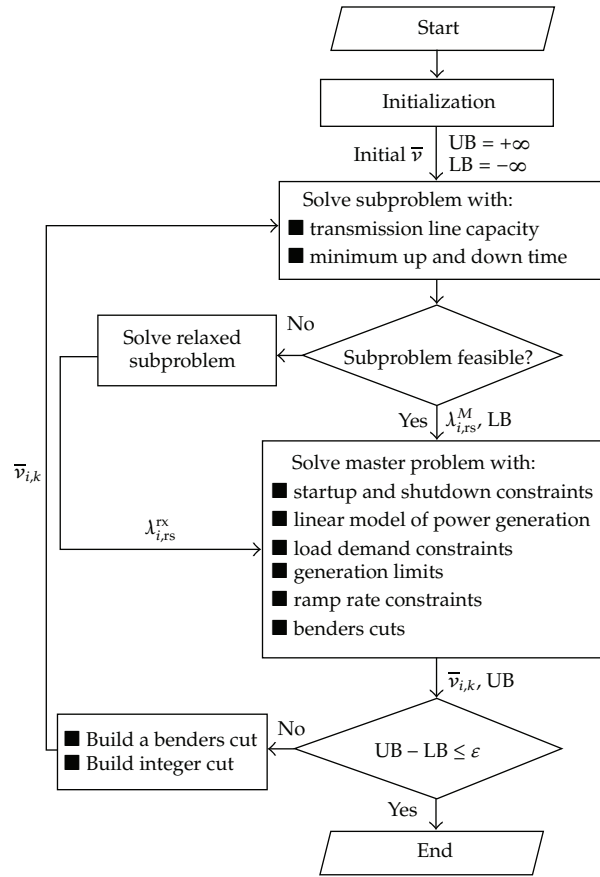 Start
Initialization
Initial ν̅
UB = +∞
LB = −∞
Solve subproblem with:
■ transmission line capacity
■ minimum up and down time
No
Solve relaxed
subproblem
Subproblem feasible?
Yes
λ^M_{i,rs}, LB
Solve master problem with:
■ startup and shutdown constraints
■ linear model of power generation
■ load demand constraints
■ generation limits
■ ramp rate constraints
■ benders cuts
ν̅_{i,k}
λ^{rx}_{i,rs}
ν̅_{i,k}, UB
No
■ Build a benders cut
■ Build integer cut
UB − LB ≤ ε
Yes
End